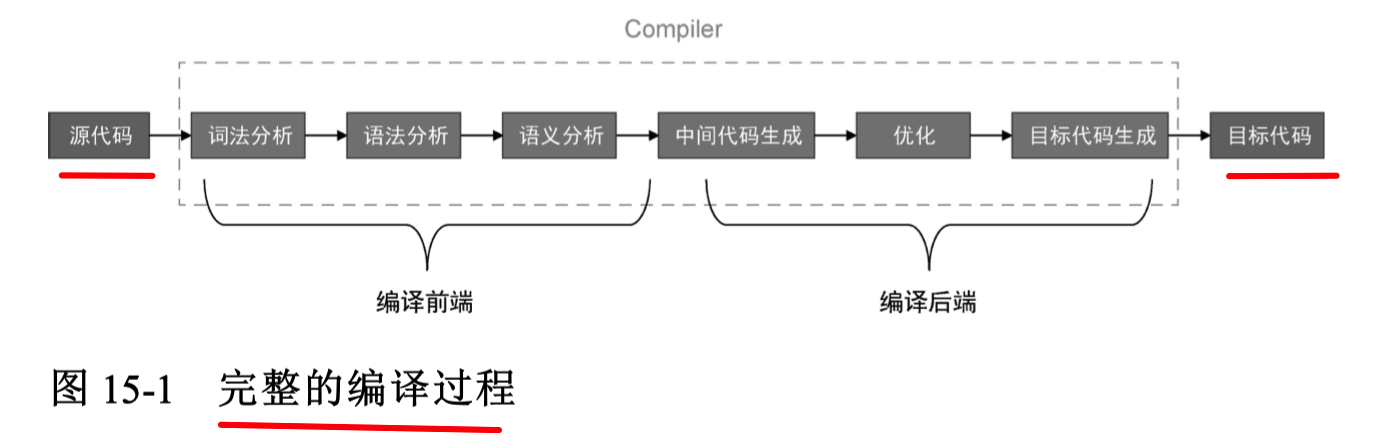 Compiler
源代码 词法分析 语法分析 语义分析 中间代码生成 优化 目标代码生成 目标代码
编译前端 编译后端
图 15-1 完整的编译过程